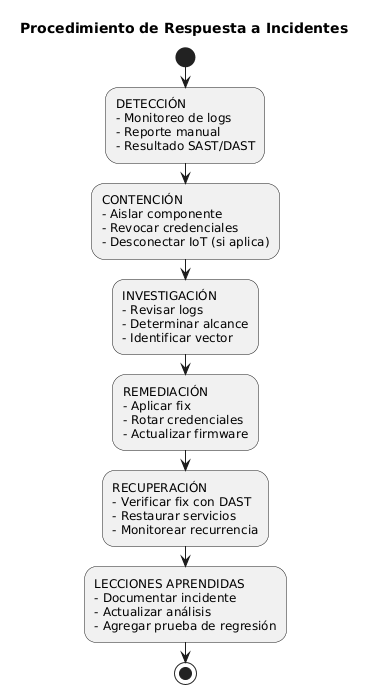 Procedimiento de Respuesta a Incidentes
DETECCIÓN
- Monitoreo de logs
- Reporte manual
- Resultado SAST/DAST
CONTENCIÓN
- Aislar componente
- Revocar credenciales
- Desconectar IoT (si aplica)
INVESTIGACIÓN
- Revisar logs
- Determinar alcance
- Identificar vector
REMEDIACIÓN
- Aplicar fix
- Rotar credenciales
- Actualizar firmware
RECUPERACIÓN
- Verificar fix con DAST
- Restaurar servicios
- Monitorear recurrencia
LECCIONES APRENDIDAS
- Documentar incidente
- Actualizar análisis
- Agregar prueba de regresión